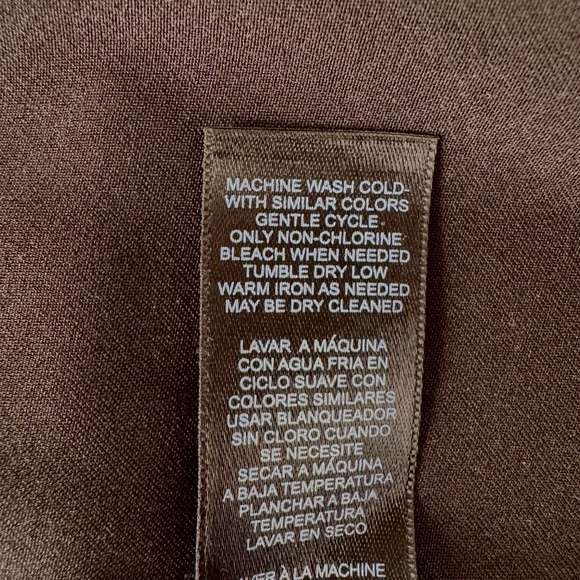 MACHINE WASH COLD-
WITH SIMILAR COLORS
GENTLE CYCLE
ONLY NON-CHLORINE
BLEACH WHEN NEEDED
TUMBLE DRY LOW
WARM IRON AS NEEDED
MAY BE DRY CLEANED
LAVAR A MÁQUINA
CON AGUA FRIA EN
CICLO SUAVE CON
COLORES SIMILARES
USAR BLANQUEADOR
SIN CLORO CUANDO
SE NECESITE
SECAR A MÁQUINA
A BAJA TEMPERATURA
PLANCHAR A BAJA
TEMPERATURA
LAVAR EN SECO
À LA MACHINE